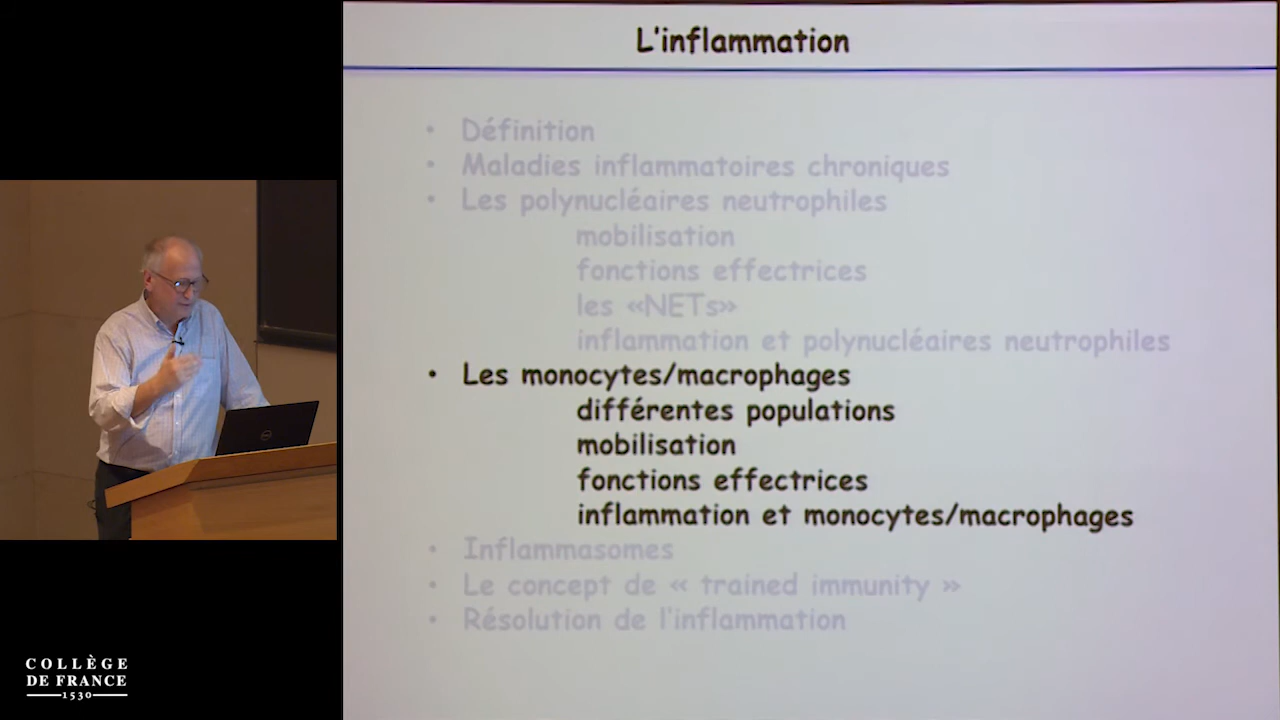 L'inflammation
• Définition
• Maladies inflammatoires chroniques
• Les polynucléaires neutrophiles
mobilisation
fonctions effectrices
les «NETs»
inflammation et polynucléaires neutrophiles
• Les monocytes/macrophages
différentes populations
mobilisation
fonctions effectrices
inflammation et monocytes/macrophages
• Inflammasomes
• Le concept de « trained immunity »
• Résolution de l'inflammation
COLLÈGE
DE FRANCE
1530